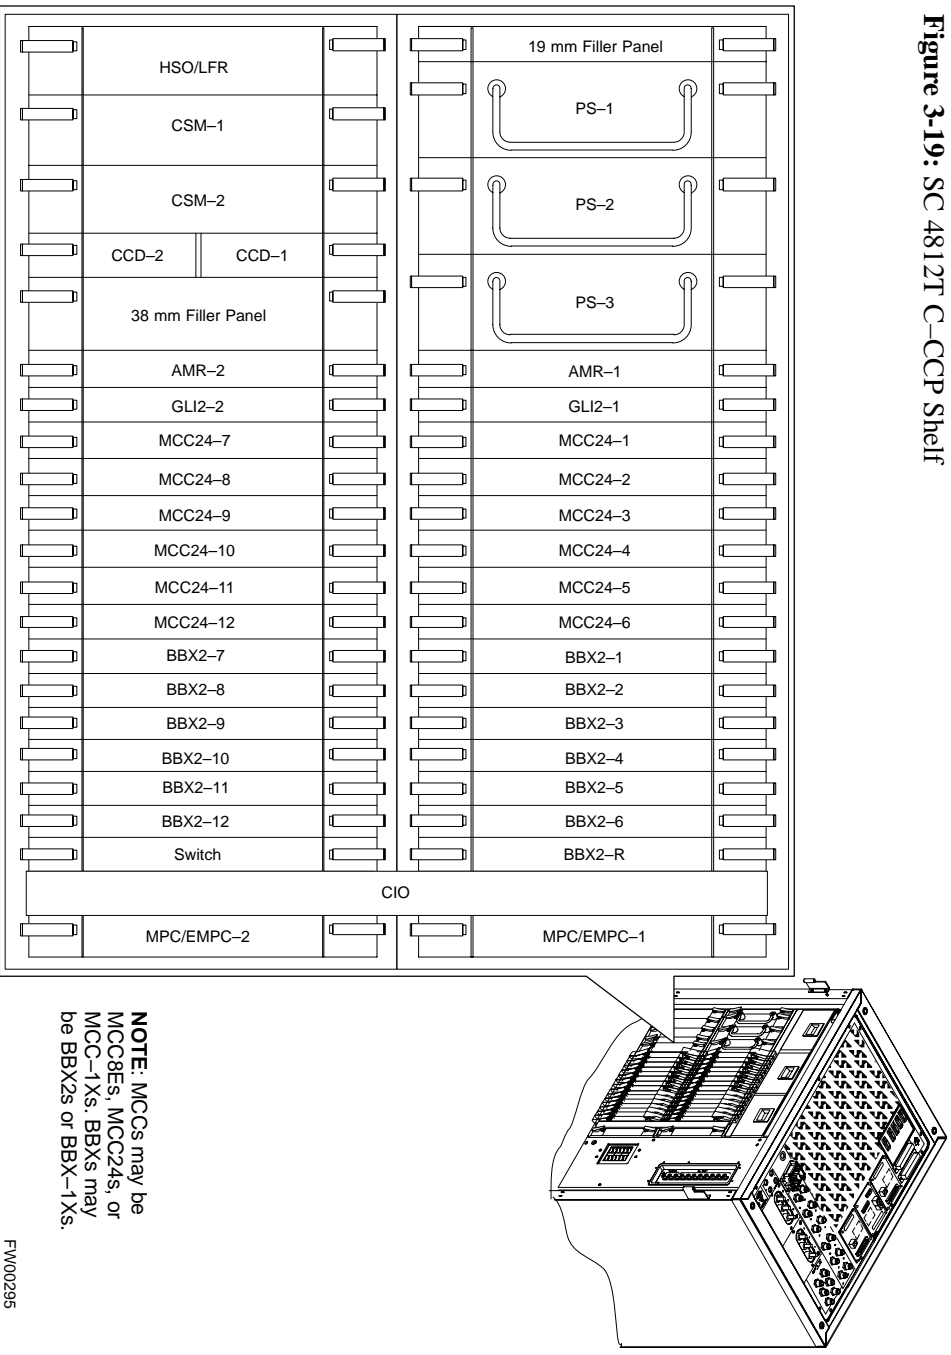 Figure 3-19: SC 4812T C–CCP Shelf
19 mm Filler Panel
PS–1
PS–2
PS–3
AMR–1
GLI2–1
MCC24–1
MCC24–2
MCC24–3
MCC24–4
MCC24–5
MCC24–6
BBX2–1
BBX2–2
BBX2–3
BBX2–4
BBX2–5
BBX2–6
BBX2–R
HSO/LFR
CSM–1
CSM–2
CCD–2
CCD–1
38 mm Filler Panel
AMR–2
GLI2–2
MCC24–7
MCC24–8
MCC24–9
MCC24–10
MCC24–11
MCC24–12
BBX2–7
BBX2–8
BBX2–9
BBX2–10
BBX2–11
BBX2–12
Switch
CIO
MPC/EMPC–2
MPC/EMPC–1
NOTE: MCCs may be
MCC8Es, MCC24s, or
MCC–1Xs. BBXs may
be BBX2s or BBX–1Xs.
FW00295